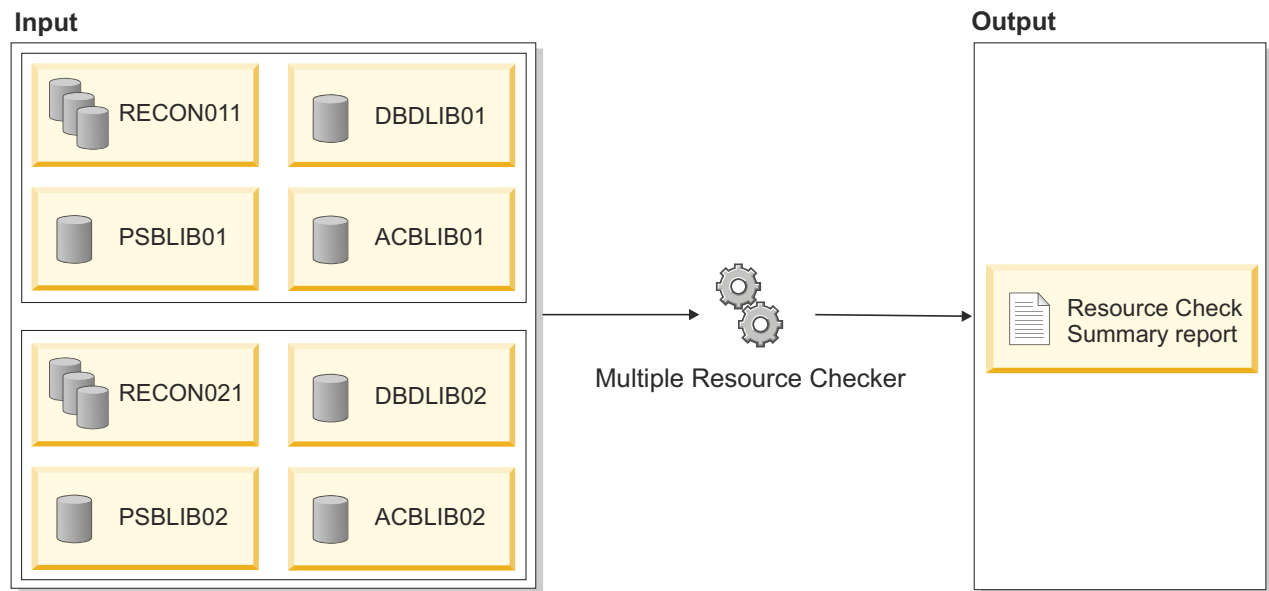 Input
Output
RECON011
DBDLIB01
PSBLIB01
ACBLIB01
RECON021
DBDLIB02
PSBLIB02
ACBLIB02
Multiple Resource Checker
Resource Check
Summary report